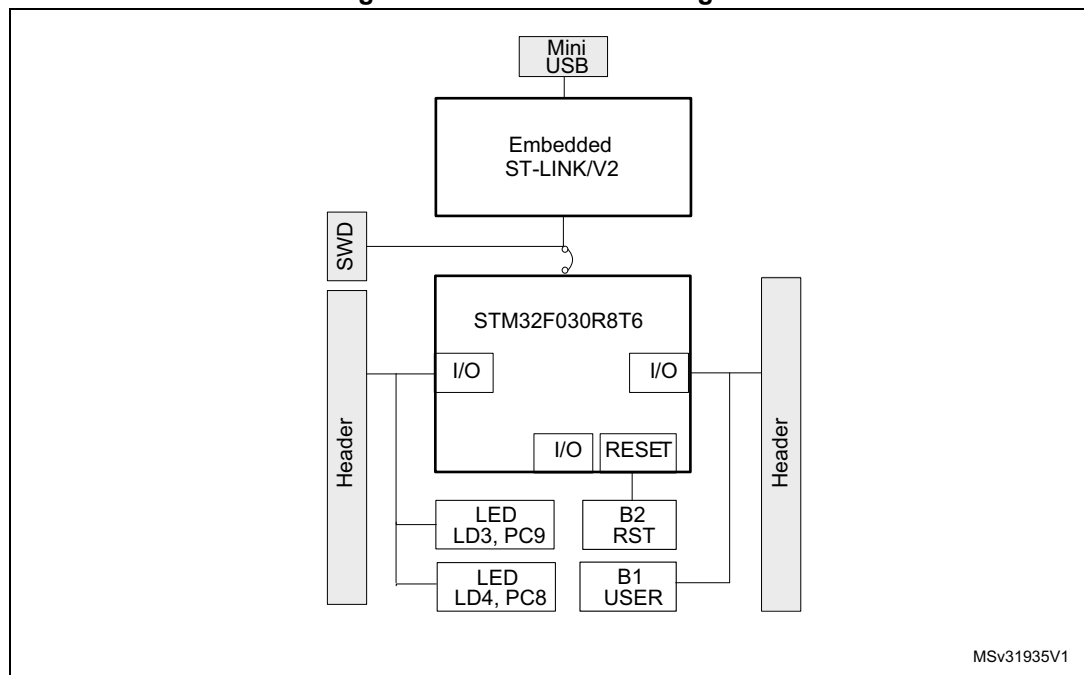 Mini
USB
Embedded
ST-LINK/V2
SWD
STM32F030R8T6
I/O
I/O
Header
Header
I/O
RESET
LED
LD3, PC9
B2
RST
LED
LD4, PC8
B1
USER
MSv31935V1